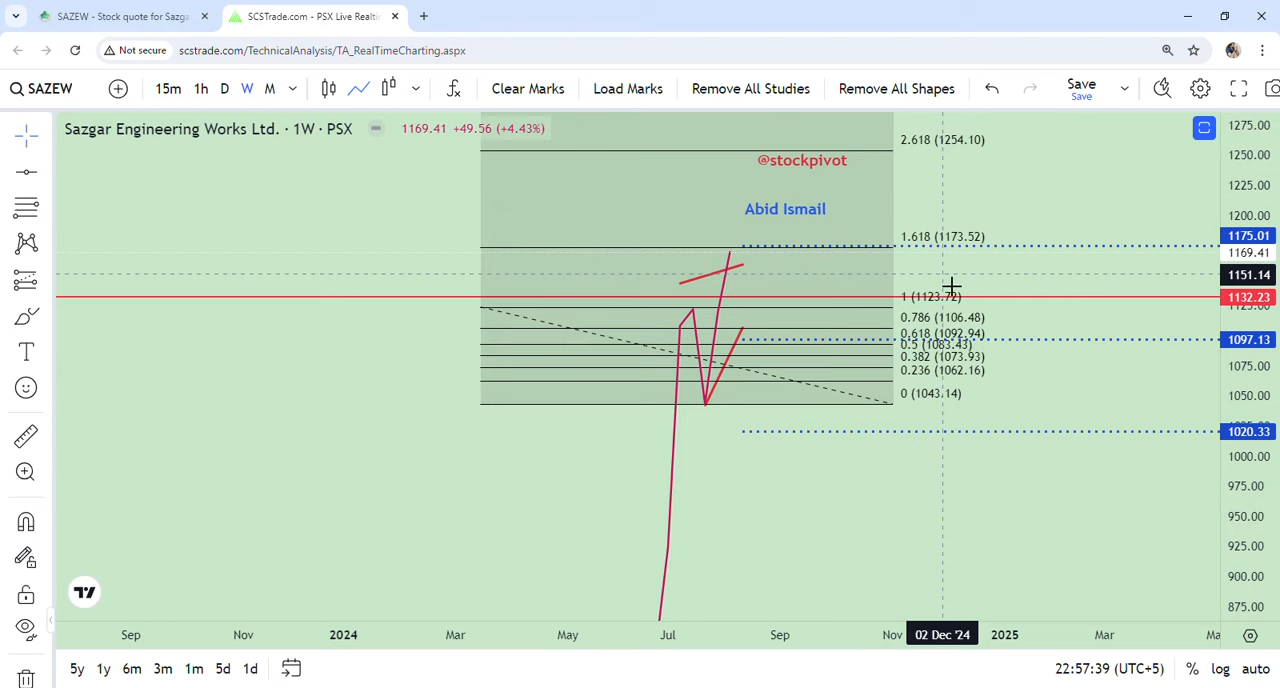 SAZEW - Stock quote for Sazga
SCSTrade.com - PSX Live Realtir
Not secure scstrade.com/TechnicalAnalysis/TA_RealTimeCharting.aspx
SAZEW 15m 1h D W M Clear Marks Load Marks Remove All Studies Remove All Shapes Save
Save
Sazgar Engineering Works Ltd. · 1W · PSX 1169.41 +49.56 (+4.43%)
1275.00
2.618 (1254.10)
1250.00
@stockpivot
1225.00
Abid Ismail
1200.00
1.618 (1173.52)
1175.01
1169.41
1151.14
1 (1123.72)
1132.23
0.786 (1106.48)
0.618 (1092.94)
1097.13
0.5 (1083.43)
0.382 (1073.93)
1075.00
0.236 (1062.16)
0 (1043.14)
1050.00
1020.33
1000.00
975.00
950.00
925.00
900.00
875.00
Sep Nov 2024 Mar May Jul Sep Nov 02 Dec '24 2025 Mar Ma
5y 1y 6m 3m 1m 5d 1d 22:57:39 (UTC+5) % log auto